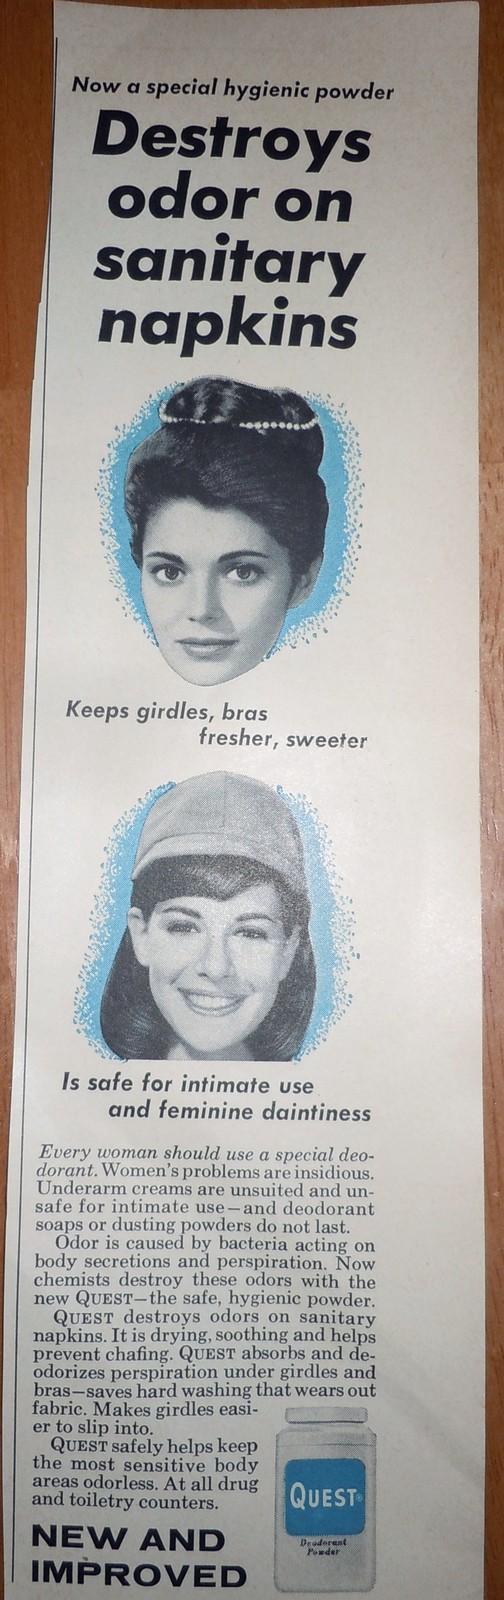 Now a special hygienic powder
Destroys
odor on
sanitary
napkins
Keeps girdles, bras
fresher, sweeter
Is safe for intimate use
and feminine daintiness
Every woman should use a special deo-
dorant. Women's problems are insidious.
Underarm creams are unsuited and un-
safe for intimate use—and deodorant
soaps or dusting powders do not last.
Odor is caused by bacteria acting on
body secretions and perspiration. Now
chemists destroy these odors with the
new QUEST—the safe, hygienic powder.
QUEST destroys odors on sanitary
napkins. It is drying, soothing and helps
prevent chafing. QUEST absorbs and de-
odorizes perspiration under girdles and
bras—saves hard washing that wears out
fabric. Makes girdles easi-
er to slip into.
QUEST safely helps keep
the most sensitive body
areas odorless. At all drug
and toiletry counters.
NEW AND
IMPROVED
QUEST®
Deodorant
Powder